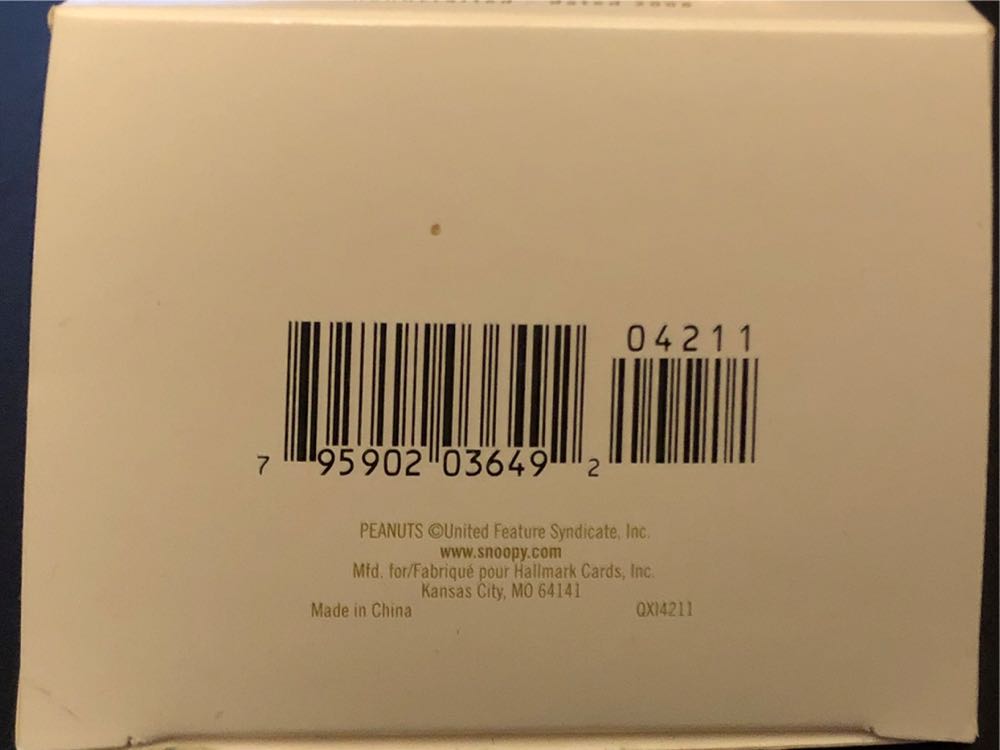 04211
7 95902 03649 2
PEANUTS ©United Feature Syndicate, Inc.
www.snoopy.com
Mfd. for/Fabriqué pour Hallmark Cards, Inc.
Kansas City, MO 64141
Made in China QXI4211